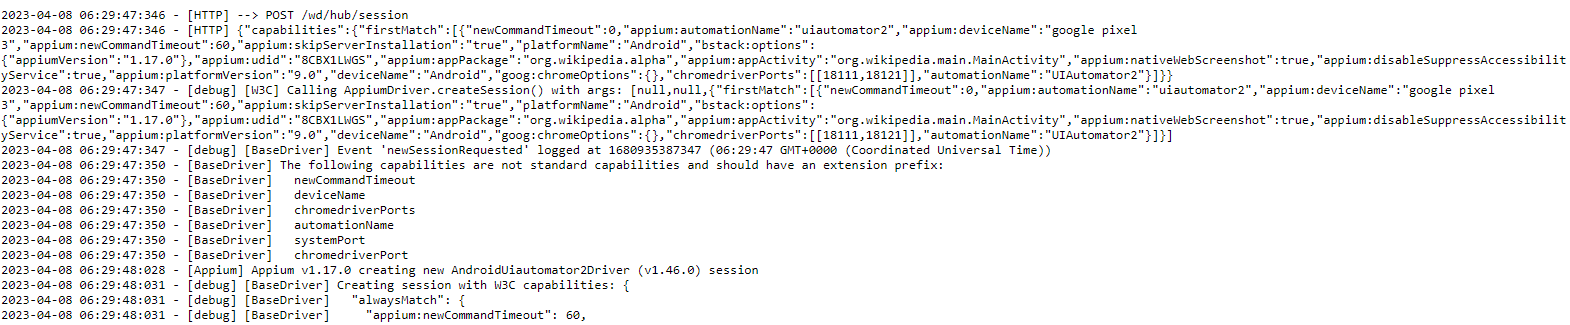 2023-04-08 06:29:47:346 - [HTTP] --> POST /wd/hub/session
2023-04-08 06:29:47:346 - [HTTP] {"capabilities":{"firstMatch":[{"newCommandTimeout":0,"appium:automationName":"uiautomator2","appium:deviceName":"google pixel
3","appium:newCommandTimeout":60,"appium:skipServerInstallation":"true","platformName":"Android","bstack:options":
{"appiumVersion":"1.17.0"},"appium:udid":"8CBX1LWGS","appium:appPackage":"org.wikipedia.alpha","appium:appActivity":"org.wikipedia.main.MainActivity","appium:nativeWebScreenshot":true,"appium:disableSuppressAccessibilit
yService":true,"appium:platformVersion":"9.0","deviceName":"Android","goog:chromeOptions":{},"chromedriverPorts":[[18111,18121]],"automationName":"UIAutomator2"}]}}
2023-04-08 06:29:47:347 - [debug] [W3C] Calling AppiumDriver.createSession() with args: [null,null,{"firstMatch":[{"newCommandTimeout":0,"appium:automationName":"uiautomator2","appium:deviceName":"google pixel
3","appium:newCommandTimeout":60,"appium:skipServerInstallation":"true","platformName":"Android","bstack:options":
{"appiumVersion":"1.17.0"},"appium:udid":"8CBX1LWGS","appium:appPackage":"org.wikipedia.alpha","appium:appActivity":"org.wikipedia.main.MainActivity","appium:nativeWebScreenshot":true,"appium:disableSuppressAccessibilit
yService":true,"appium:platformVersion":"9.0","deviceName":"Android","goog:chromeOptions":{},"chromedriverPorts":[[18111,18121]],"automationName":"UIAutomator2"}]}]
2023-04-08 06:29:47:347 - [debug] [BaseDriver] Event 'newSessionRequested' logged at 1680935387347 (06:29:47 GMT+0000 (Coordinated Universal Time))
2023-04-08 06:29:47:350 - [BaseDriver] The following capabilities are not standard capabilities and should have an extension prefix:
2023-04-08 06:29:47:350 - [BaseDriver]   newCommandTimeout
2023-04-08 06:29:47:350 - [BaseDriver]   deviceName
2023-04-08 06:29:47:350 - [BaseDriver]   chromedriverPorts
2023-04-08 06:29:47:350 - [BaseDriver]   automationName
2023-04-08 06:29:47:350 - [BaseDriver]   systemPort
2023-04-08 06:29:47:350 - [BaseDriver]   chromedriverPort
2023-04-08 06:29:48:028 - [Appium] Appium v1.17.0 creating new AndroidUiautomator2Driver (v1.46.0) session
2023-04-08 06:29:48:031 - [debug] [BaseDriver] Creating session with W3C capabilities: {
2023-04-08 06:29:48:031 - [debug] [BaseDriver]   "alwaysMatch": {
2023-04-08 06:29:48:031 - [debug] [BaseDriver]     "appium:newCommandTimeout": 60,